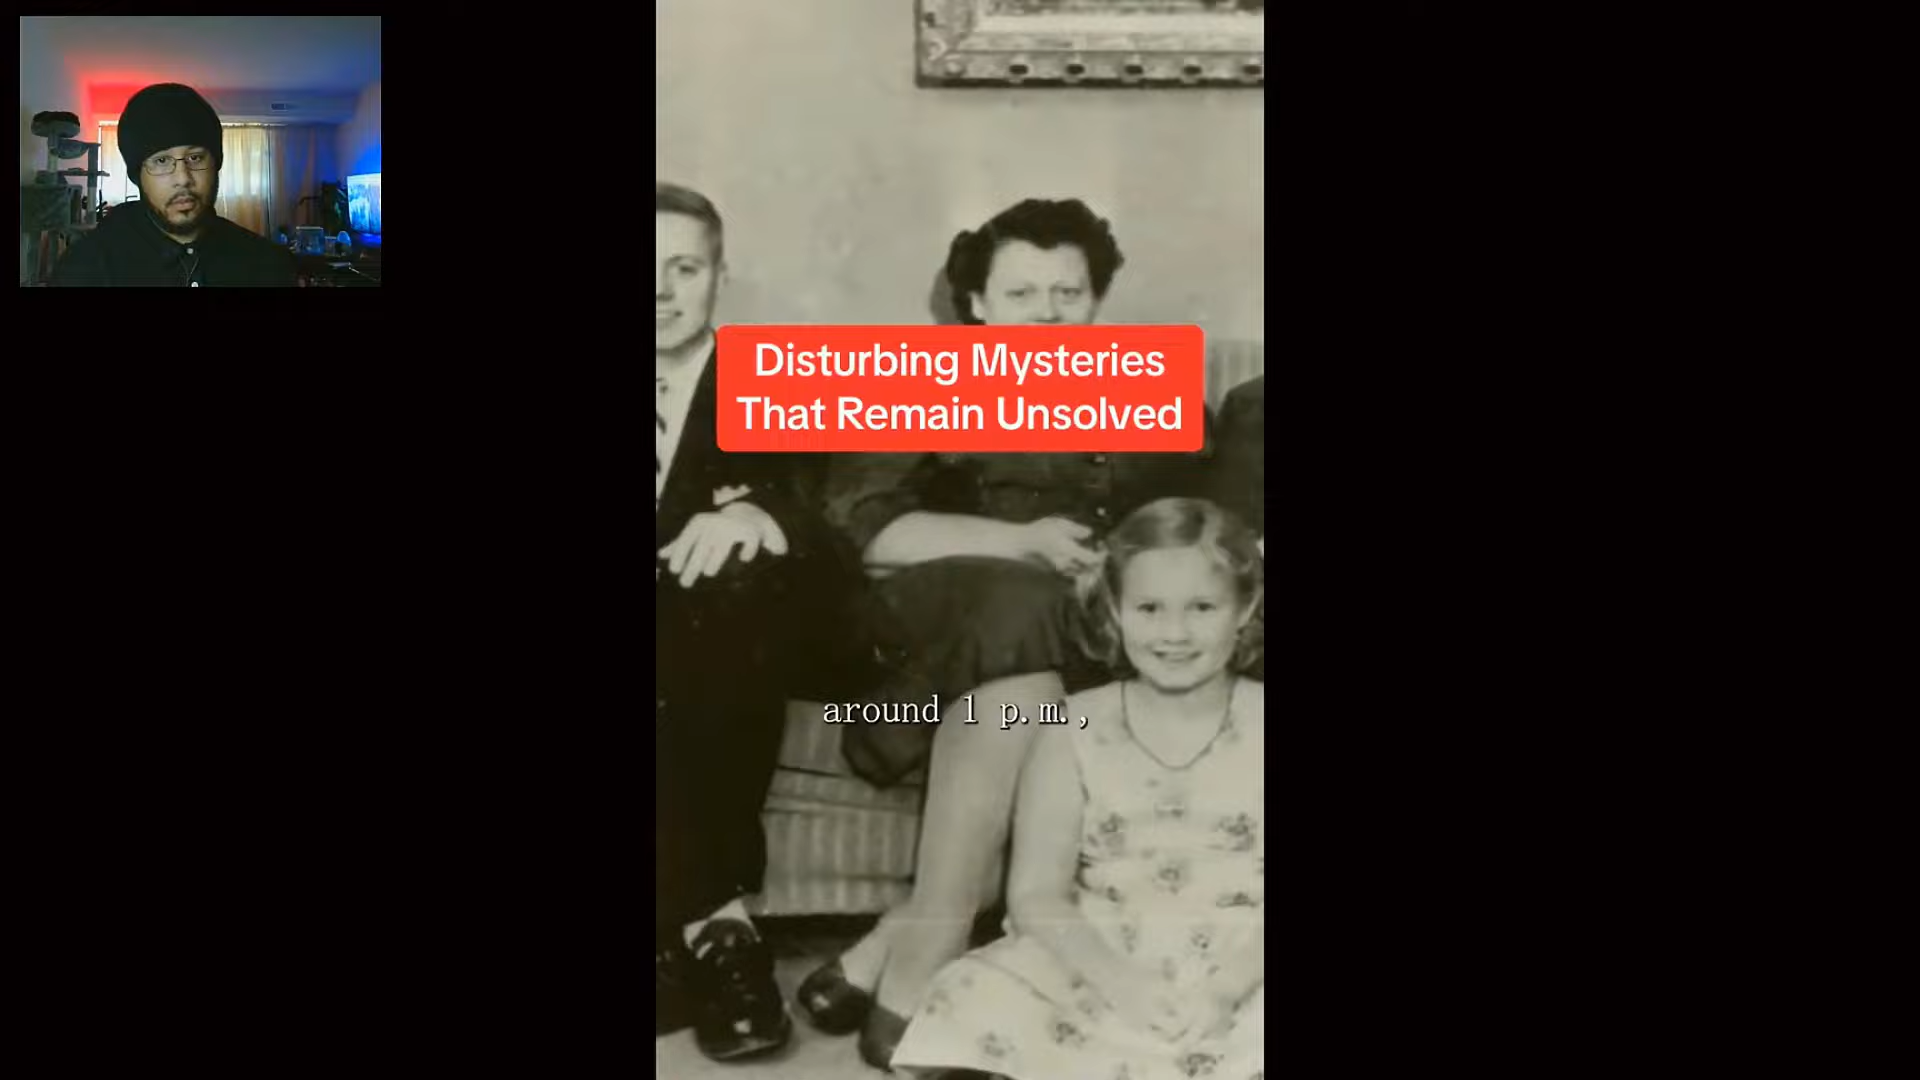 Disturbing Mysteries
That Remain Unsolved
around 1 p.m.,